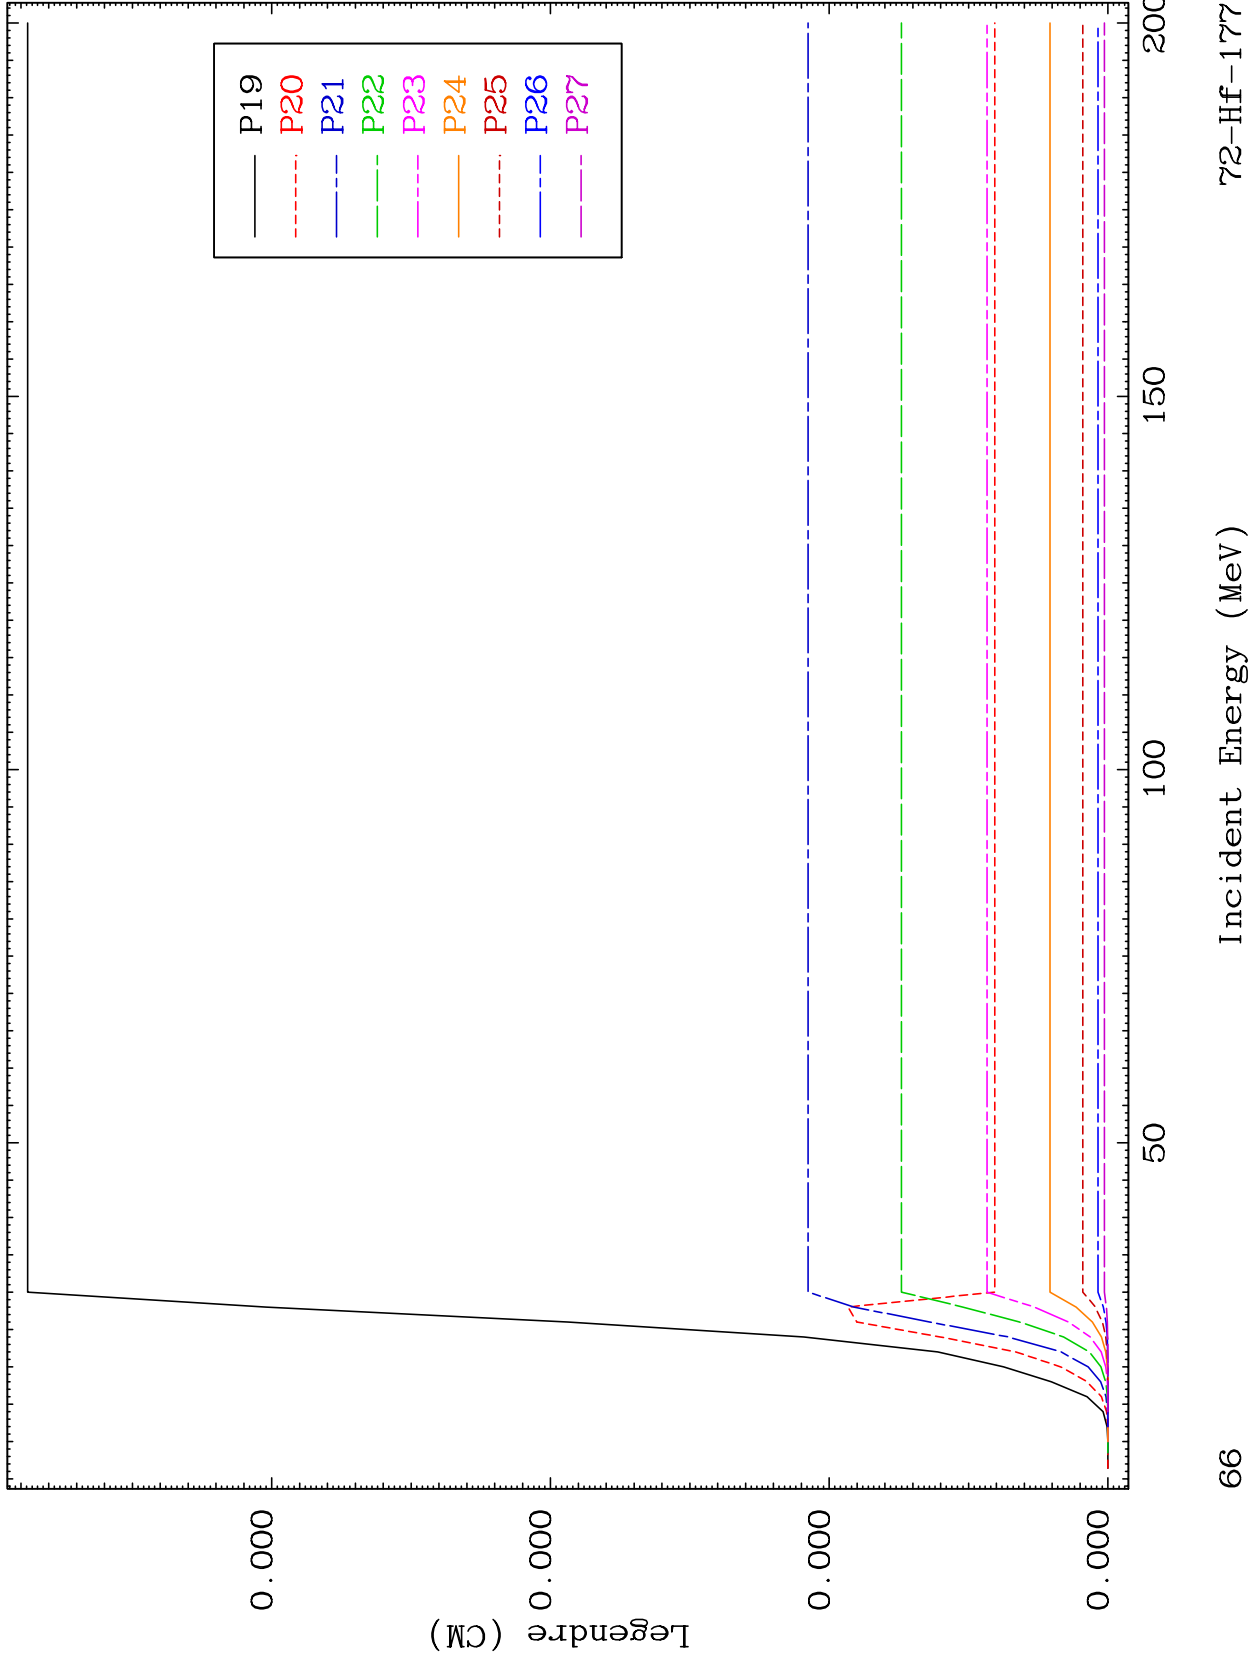 P19
P20
P21
P22
P23
P24
P25
P26
P27
0.000
0.000
0.000
0.000
Legendre (CM)
50
100
150
200
Incident Energy (MeV)
66
72-Hf-177